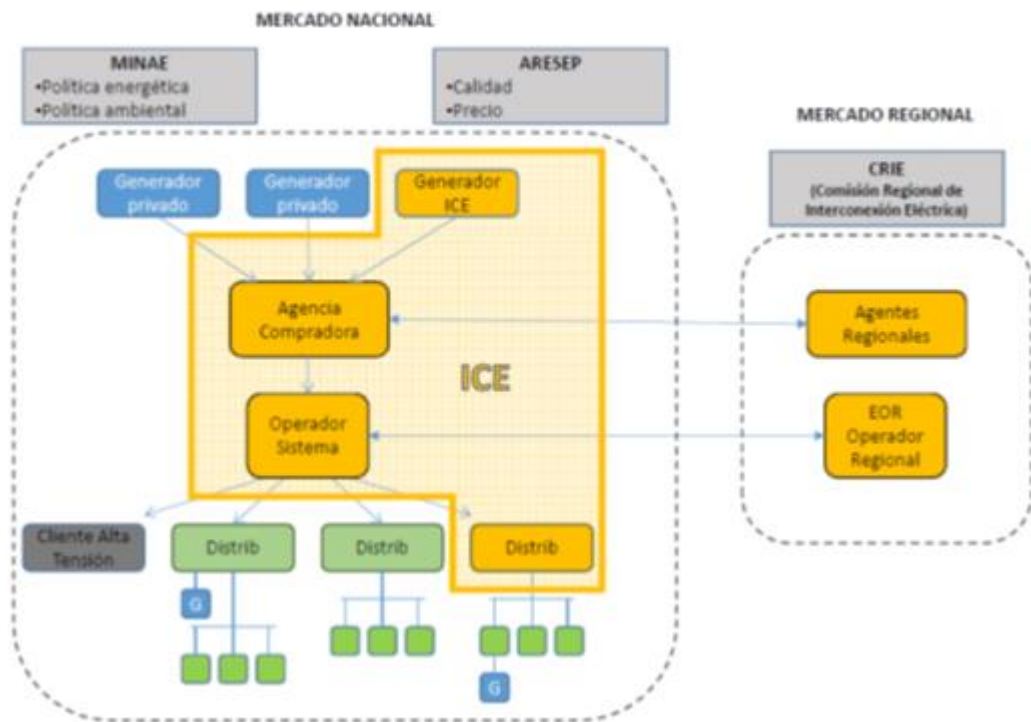 MERCADO NACIONAL
MINAE
•Política energética
•Política ambiental
ARESEP
•Calidad
•Precio
MERCADO REGIONAL
CRIE
(Comisión Regional de
Interconexión Eléctrica)
Generador
privado
Generador
privado
Generador
ICE
Agencia
Compradora
Agentes
Regionales
ICE
Operador
Sistema
EOR
Operador
Regional
Cliente Alta
Tensión
Distrib
Distrib
Distrib
G
G